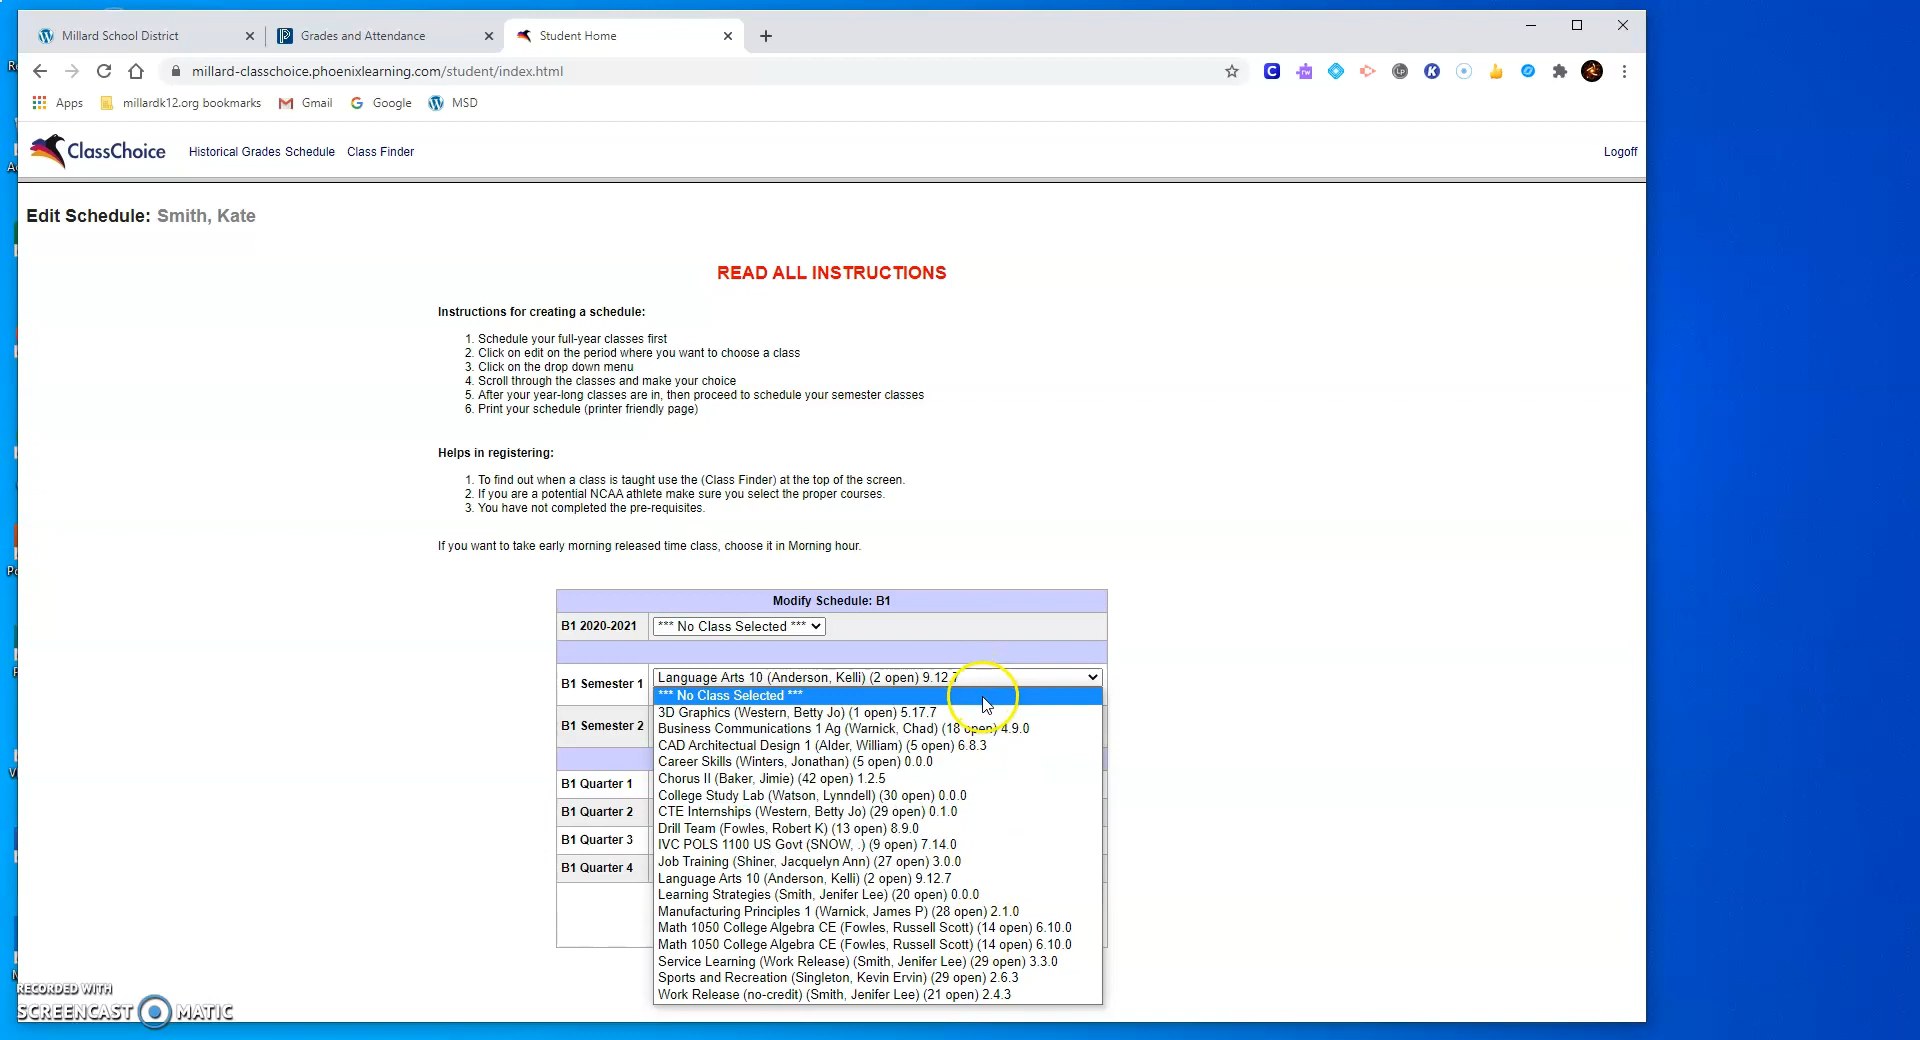 Millard School District
Grades and Attendance
Student Home
millard-classchoice.phoenixlearning.com/student/index.html
Apps
millardk12.org bookmarks
Gmail
Google
MSD
ClassChoice
Historical Grades Schedule
Class Finder
Logoff
Edit Schedule: Smith, Kate
READ ALL INSTRUCTIONS
Instructions for creating a schedule:
1. Schedule your full-year classes first
2. Click on edit on the period where you want to choose a class
3. Click on the drop down menu
4. Scroll through the classes and make your choice
5. After your year-long classes are in, then proceed to schedule your semester classes
6. Print your schedule (printer friendly page)
Helps in registering:
1. To find out when a class is taught use the (Class Finder) at the top of the screen.
2. If you are a potential NCAA athlete make sure you select the proper courses.
3. You have not completed the pre-requisites.
If you want to take early morning released time class, choose it in Morning hour.
Modify Schedule: B1
B1 2020-2021 *** No Class Selected ***
B1 Semester 1 Language Arts 10 (Anderson, Kelli) (2 open) 9.12.7
B1 Semester 2
B1 Quarter 1
B1 Quarter 2
B1 Quarter 3
B1 Quarter 4
*** No Class Selected ***
3D Graphics (Western, Betty Jo) (1 open) 5.17.7
Business Communications 1 Ag (Warnick, Chad) (18 open) 4.9.0
CAD Architectual Design 1 (Alder, William) (5 open) 6.8.3
Career Skills (Winters, Jonathan) (5 open) 0.0.0
Chorus II (Baker, Jimie) (42 open) 1.2.5
College Study Lab (Watson, Lynndell) (30 open) 0.0.0
CTE Internships (Western, Betty Jo) (29 open) 0.1.0
Drill Team (Fowles, Robert K) (13 open) 8.9.0
IVC POLS 1100 US Govt (SNOW, .) (9 open) 7.14.0
Job Training (Shiner, Jacquelyn Ann) (27 open) 3.0.0
Language Arts 10 (Anderson, Kelli) (2 open) 9.12.7
Learning Strategies (Smith, Jenifer Lee) (20 open) 0.0.0
Manufacturing Principles 1 (Warnick, James P) (28 open) 2.1.0
Math 1050 College Algebra CE (Fowles, Russell Scott) (14 open) 6.10.0
Math 1050 College Algebra CE (Fowles, Russell Scott) (14 open) 6.10.0
Service Learning (Work Release) (Smith, Jenifer Lee) (29 open) 3.3.0
Sports and Recreation (Singleton, Kevin Ervin) (29 open) 2.6.3
Work Release (no-credit) (Smith, Jenifer Lee) (21 open) 2.4.3
RECORDED WITH
SCREENCAST MATIC